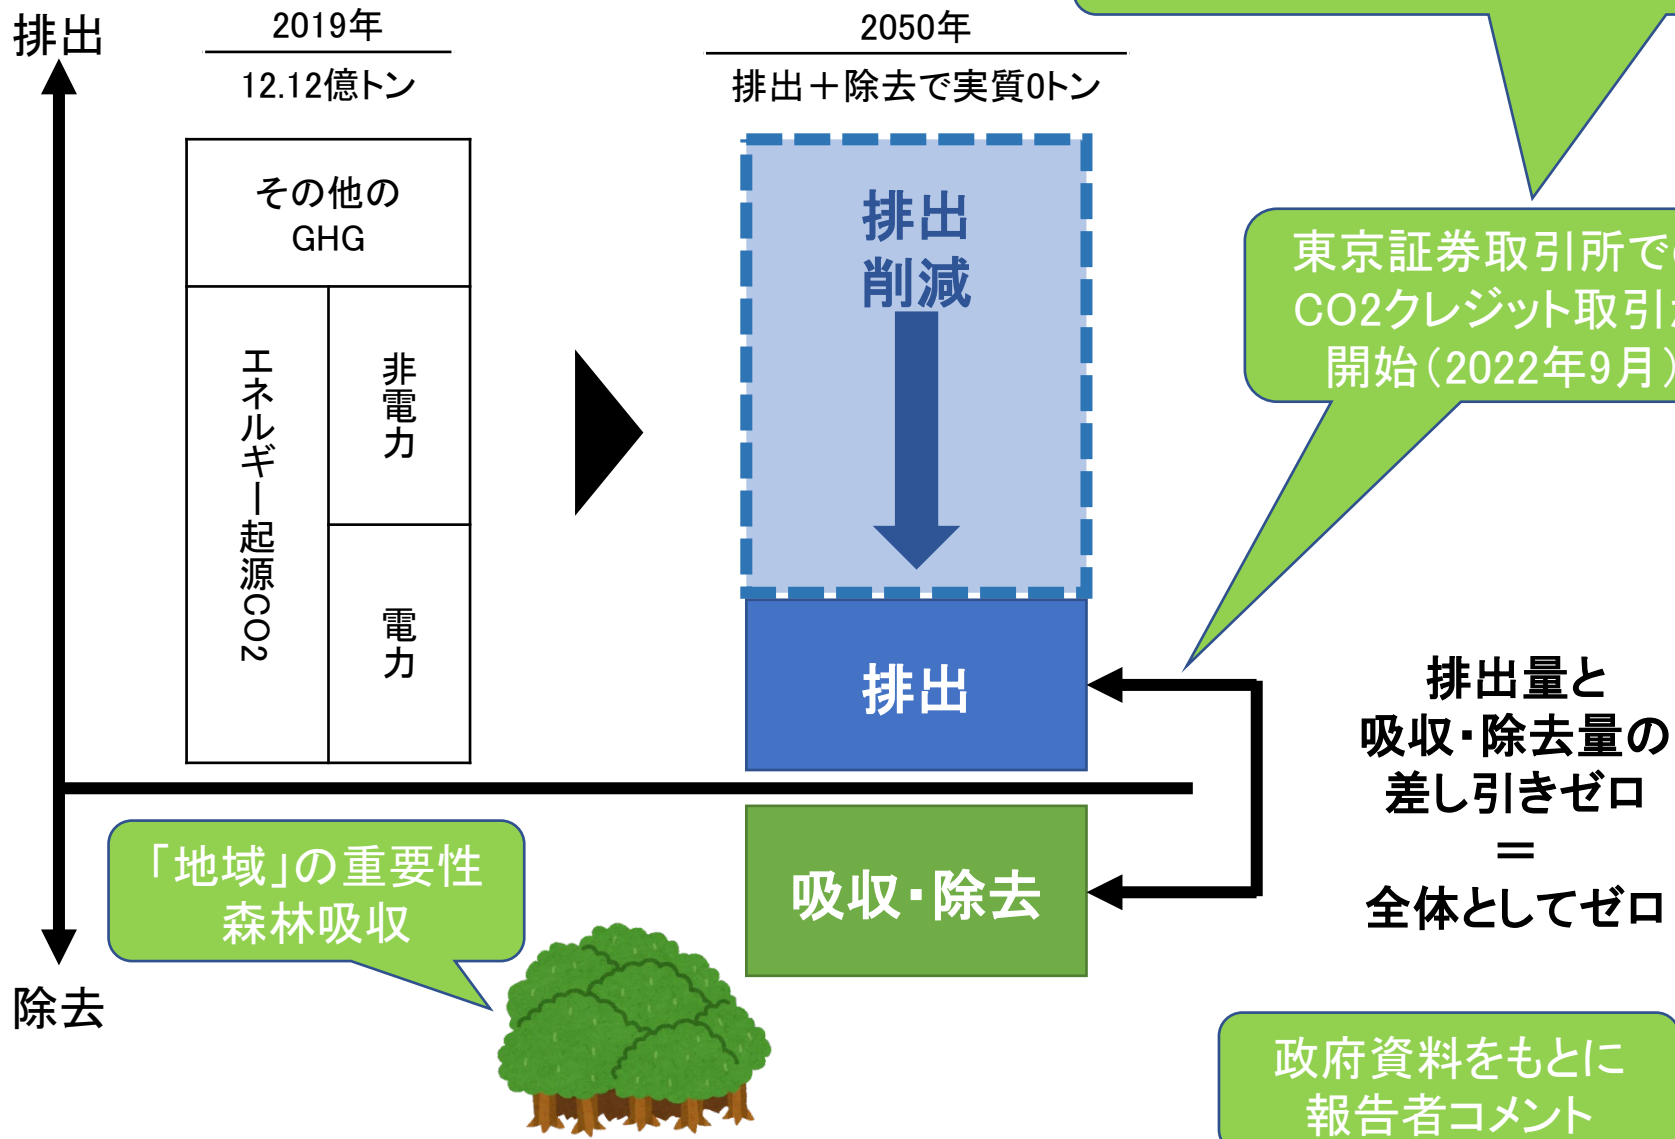 排出
2019年
12.12億トン
その他の
GHG
エネルギー起源CO2
非電力
電力
2050年
排出＋除去で実質0トン
排出
削減
排出
吸収・除去
東京証券取引所で
CO2クレジット取引
開始（2022年9月）
排出量と
吸収・除去量の
差し引きゼロ
＝
全体としてゼロ
「地域」の重要性
森林吸収
除去
政府資料をもとに
報告者コメント